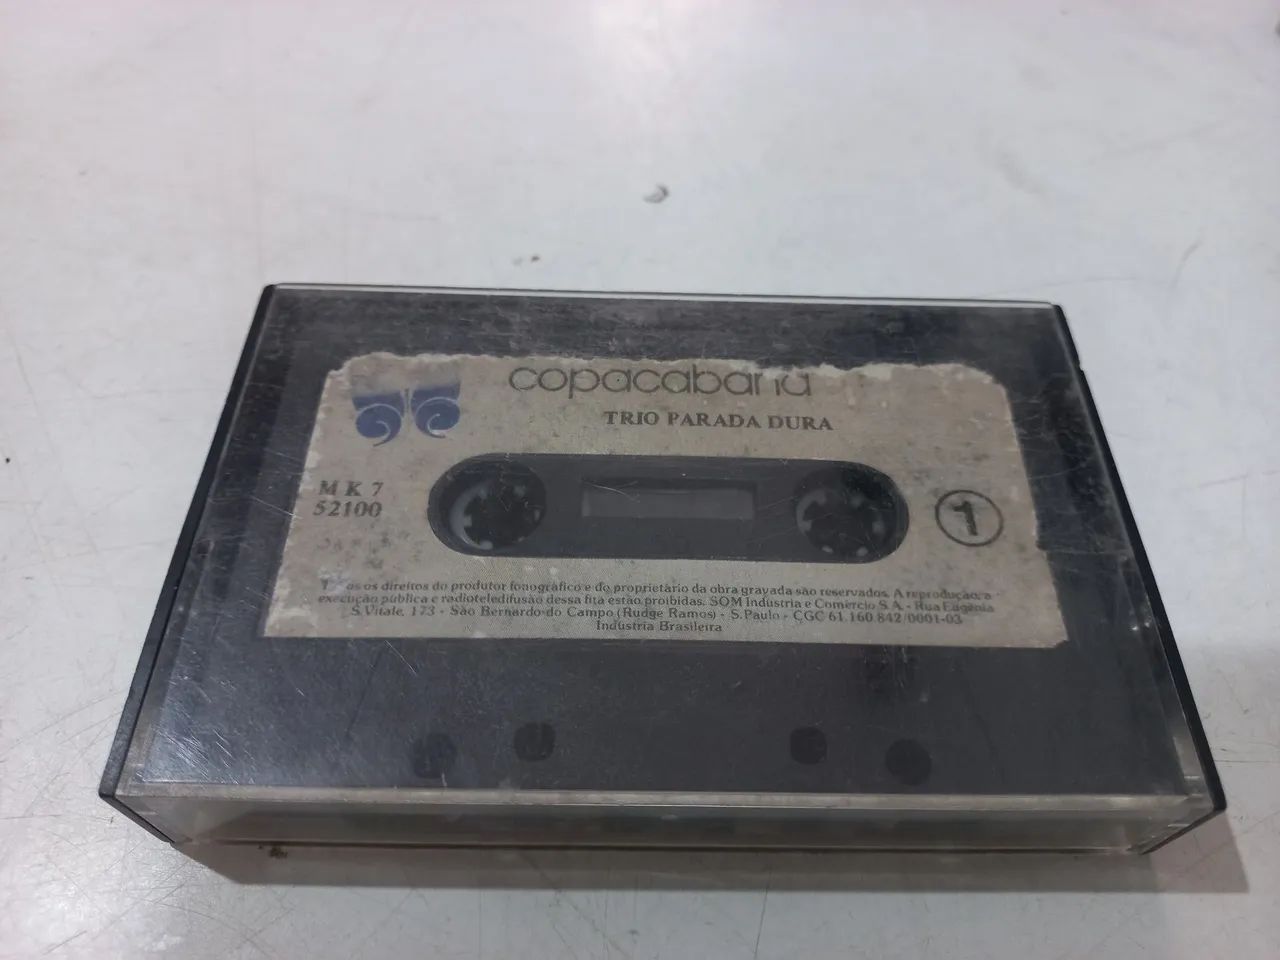 copacabana
TRIO PARADA DURA
M K 7
52100
1
os direitos do produtor fonográfico e do proprietário da obra gravada são reservados. A reprodução, a
execução pública e radioteledifusão dessa fita estão proibidas. SOM Indústria e Comércio S.A - Rua Eugênia
S. Vitale, 173 - São Bernardo do Campo (Rudge Ramos) - S. Paulo - CGC 61.160.842/0001-03
Indústria Brasileira